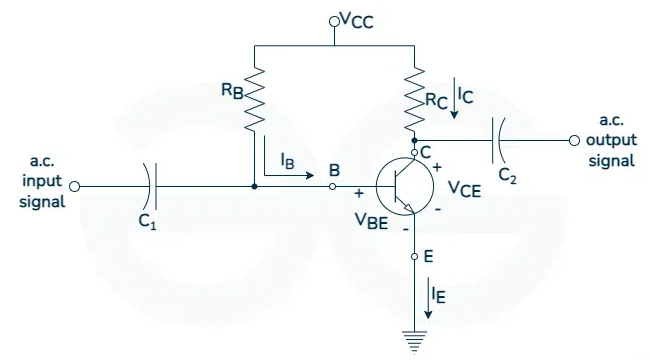 VCC
RB
RC
IC
a.c.
output
signal
C
+
IB
B
a.c.
input
signal
+
VCE
C2
C1
VBE
-
-
E
IE